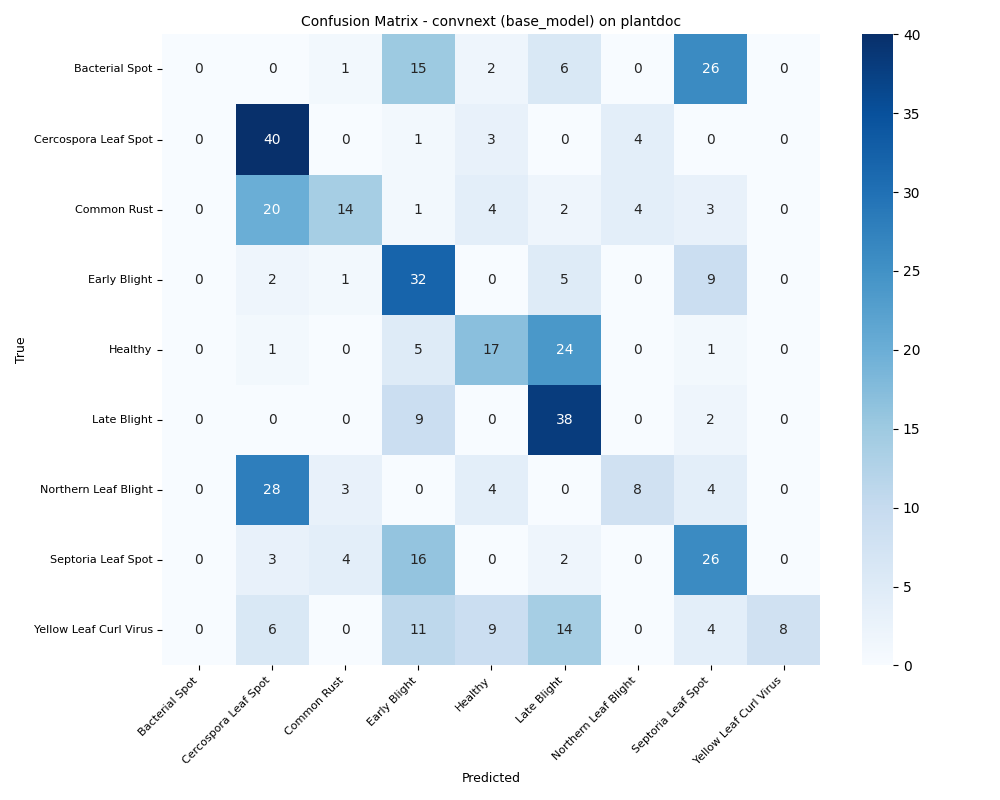 Confusion Matrix - convnext (base_model) on plantdoc
True
Bacterial Spot 0 0 1 15 2 6 0 26 0
Cercospora Leaf Spot 0 40 0 1 3 0 4 0 0
Common Rust 0 20 14 1 4 2 4 3 0
Early Blight 0 2 1 32 0 5 0 9 0
Healthy 0 1 0 5 17 24 0 1 0
Late Blight 0 0 0 9 0 38 0 2 0
Northern Leaf Blight 0 28 3 0 4 0 8 4 0
Septoria Leaf Spot 0 3 4 16 0 2 0 26 0
Yellow Leaf Curl Virus 0 6 0 11 9 14 0 4 8
Bacterial Spot
Cercospora Leaf Spot
Common Rust
Early Blight
Healthy
Late Blight
Northern Leaf Blight
Septoria Leaf Spot
Yellow Leaf Curl Virus
Predicted
40
35
30
25
20
15
10
5
0